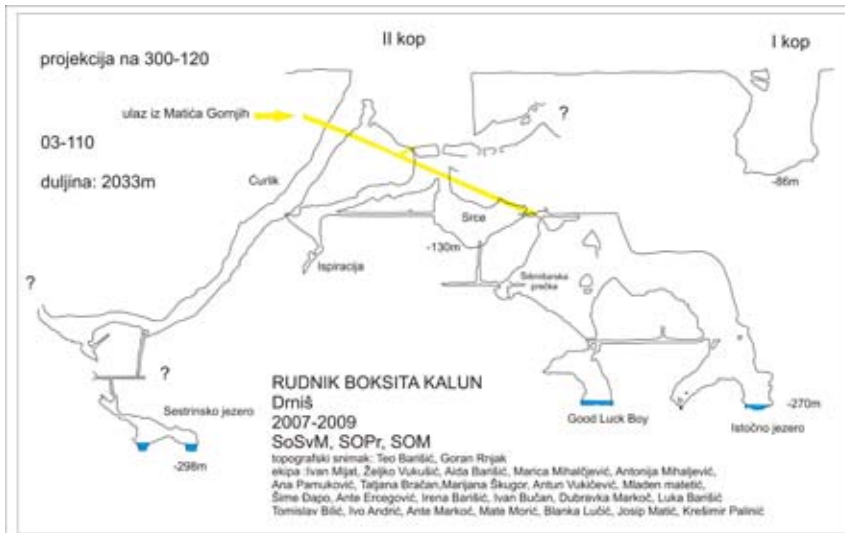 II kop
I kop
projekcija na 300-120
ulaz iz Matića Gornjih
?
03-110
duljina: 2033m
Čurlik
-86m
Srce
-130m
Ispiracija
?
?
RUDNIK BOKSITA KALUN
Drniš
2007-2009
SoSvM, SOPr, SOM
topografski snimak: Teo Barišić, Goran Rnjak
ekipa :Ivan Mijat, Željko Vukušić, Aida Barišić, Marica Mihalčjević, Antonija Mihaljević,
Ana Pamuković, Tatjana Bračan,Marijana Škugor, Antun Vukičević, Mladen matetić,
Šime Đapo, Ante Ercegović, Irena Barišić, Ivan Bučan, Dubravka Markoč, Luka Barišić
Tomislav Bilić, Ivo Andrić, Ante Markoč, Mate Morić, Blanka Lučić, Josip Matić, Krešimir Palinić
Sestrinsko jezero
-298m
Good Luck Boy
-270m
Istočno jezero